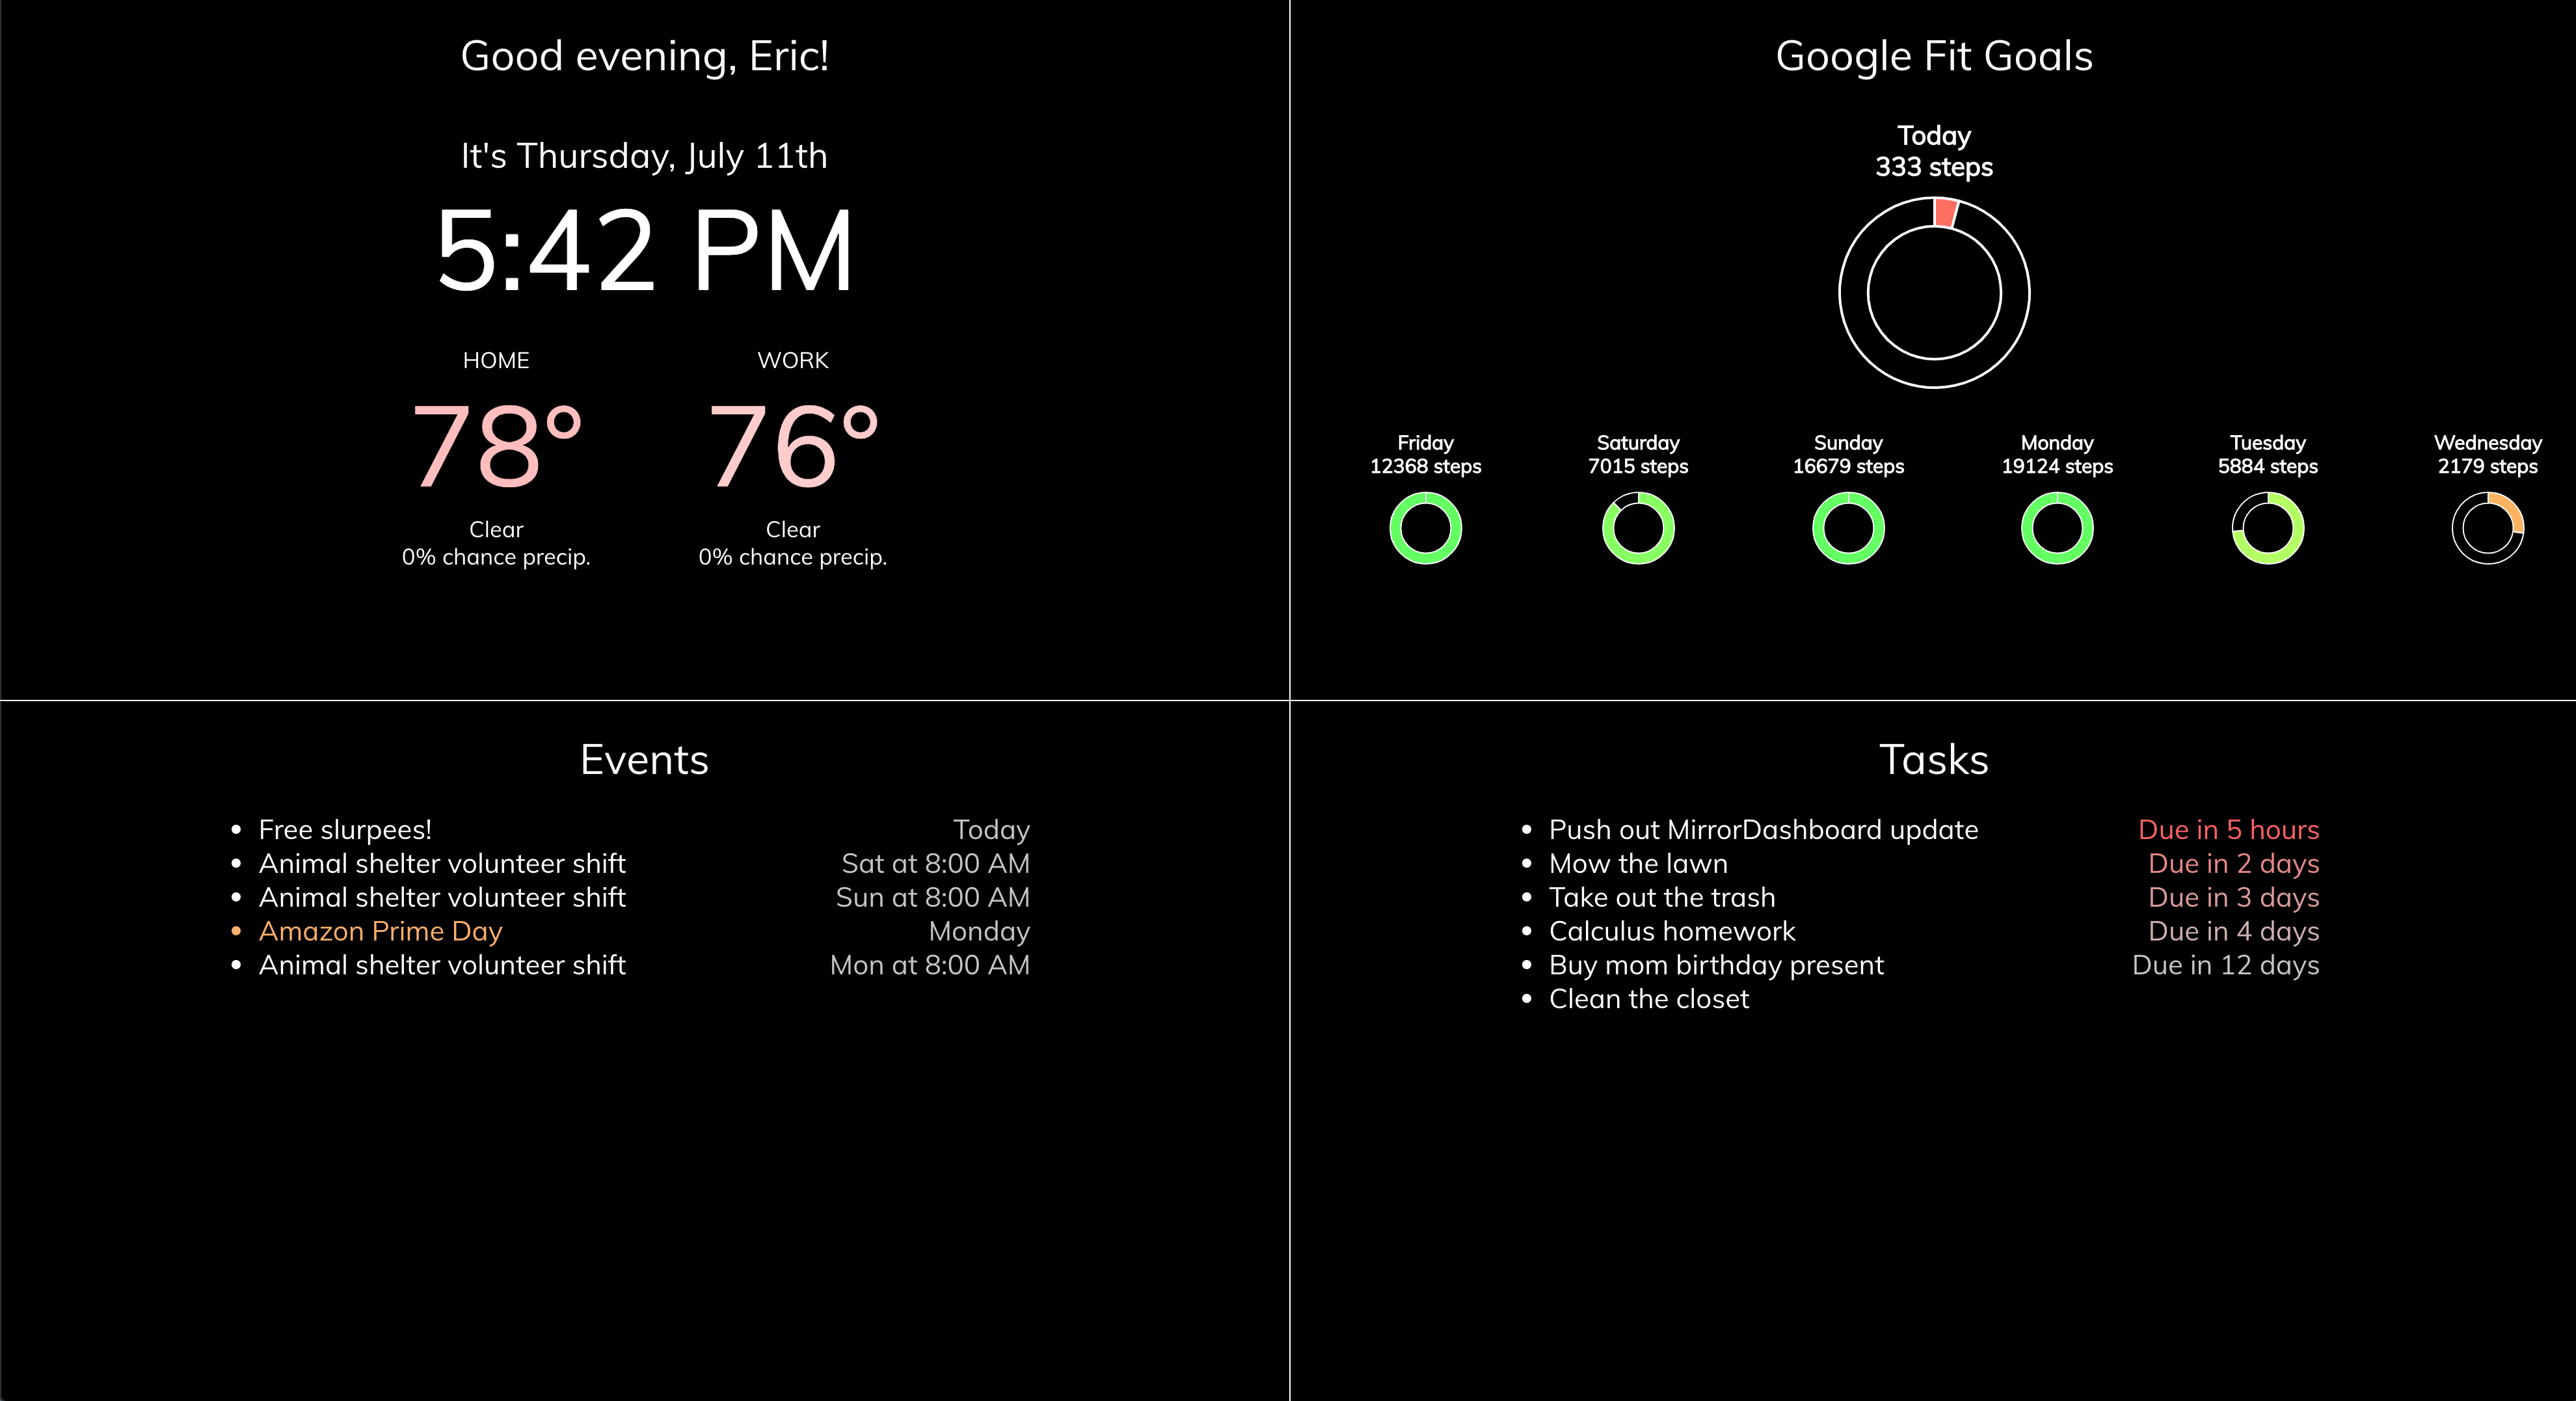 Good evening, Eric!
It's Thursday, July 11th
5:42 PM
HOME
78°
Clear
0% chance precip.
WORK
76°
Clear
0% chance precip.
Google Fit Goals
Today
333 steps
Friday
12368 steps
Saturday
7015 steps
Sunday
16679 steps
Monday
19124 steps
Tuesday
5884 steps
Wednesday
2179 steps
Events
• Free slurpees! Today
• Animal shelter volunteer shift Sat at 8:00 AM
• Animal shelter volunteer shift Sun at 8:00 AM
• Amazon Prime Day Monday
• Animal shelter volunteer shift Mon at 8:00 AM
Tasks
• Push out MirrorDashboard update Due in 5 hours
• Mow the lawn Due in 2 days
• Take out the trash Due in 3 days
• Calculus homework Due in 4 days
• Buy mom birthday present Due in 12 days
• Clean the closet